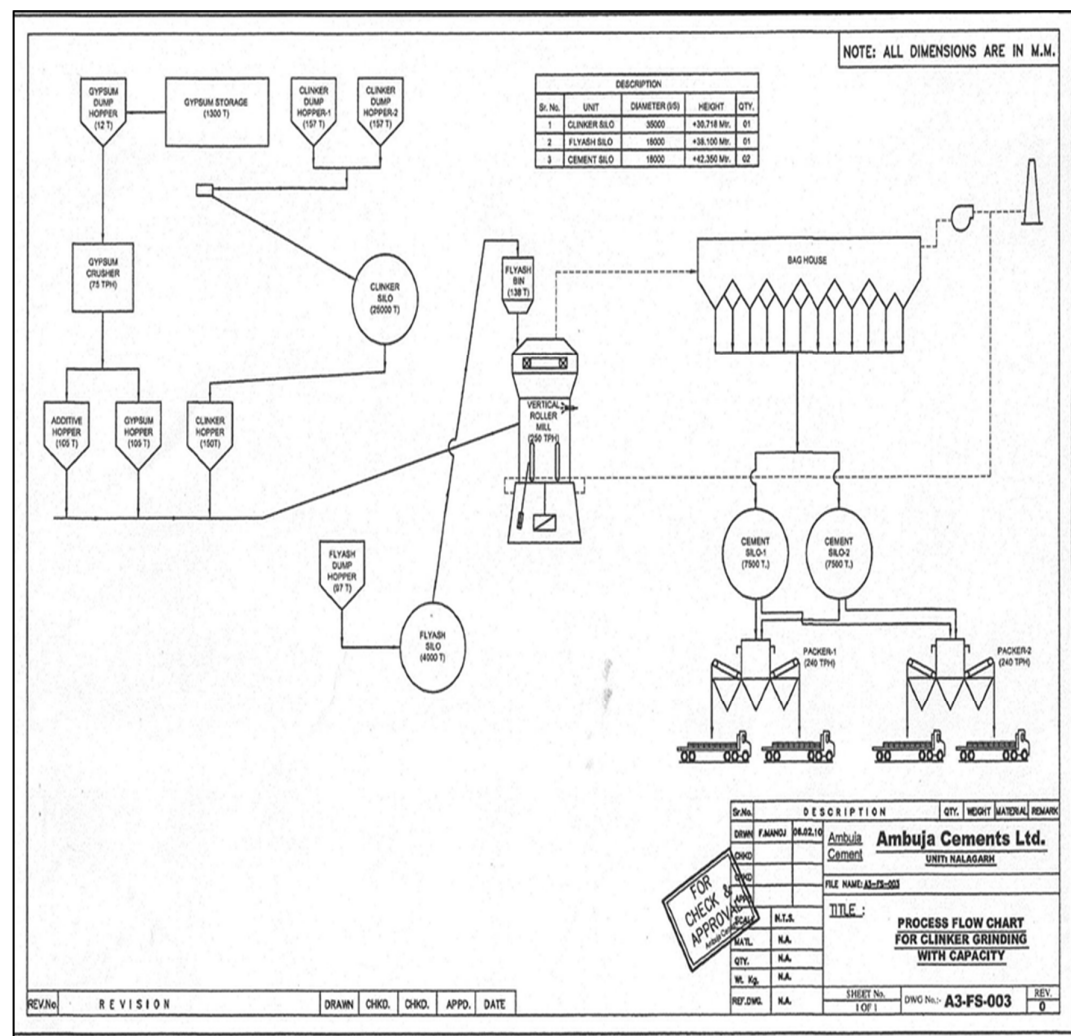 NOTE: ALL DIMENSIONS ARE IN M.M.
GYPSUM
DUMP
HOPPER
(12 T)
GYPSUM STORAGE
(1300 T)
CLINKER
DUMP
HOPPER-1
(157 T)
CLINKER
DUMP
HOPPER-2
(157 T)
DESCRIPTION
Sr. No. UNIT DIAMETER (I/S) HEIGHT QTY.
1 CLINKER SILO 35000 +30.718 Mtr. 01
2 FLYASH SILO 18000 +38.100 Mtr. 01
3 CEMENT SILO 18000 +42.350 Mtr. 02
GYPSUM
CRUSHER
(75 TPH)
CLINKER
SILO
(25000 T)
FLYASH
BIN
(138 T)
BAG HOUSE
ADDITIVE
HOPPER
(105 T)
GYPSUM
HOPPER
(105 T)
CLINKER
HOPPER
(150T)
VERTICAL
ROLLER
MILL
(250 TPH)
FLYASH
DUMP
HOPPER
(97 T)
FLYASH
SILO
(4000 T)
CEMENT
SILO-1
(7500 T.)
CEMENT
SILO-2
(7500 T.)
PACKER-1
(240 TPH)
PACKER-2
(240 TPH)
Sr.No. DESCRIPTION QTY. WEIGHT MATERIAL REMARK
DRWN F.MANOJ 06.02.10
CHKD
CHKD
APPD
SCALE N.T.S.
MATL. N.A.
QTY. N.A.
Wt. Kg. N.A.
REF.DWG. N.A.
FOR
CHECK &
APPROVAL
Ambuja
Cement
Ambuja Cements Ltd.
UNIT: NALAGARH
FILE NAME: A3-FS-003
TITLE :
PROCESS FLOW CHART
FOR CLINKER GRINDING
WITH CAPACITY
SHEET No.
1 OF 1
DWG No.:- A3-FS-003
REV.
0
REV.No. REVISION DRAWN CHKD. CHKD. APPD. DATE